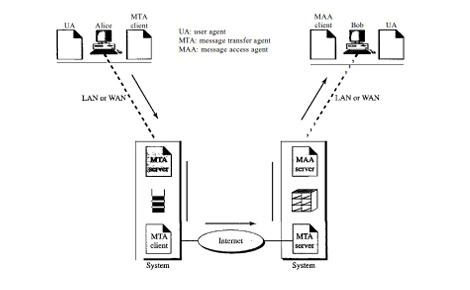 UA
Alice
MTA
client
UA: user agent
MTA: message transfer agent
MAA: message access agent
MAA
client
Bob
UA
LAN or WAN
LAN or WAN
MTA
server
MAA
server
MTA
client
Internet
MTA
server
System
System